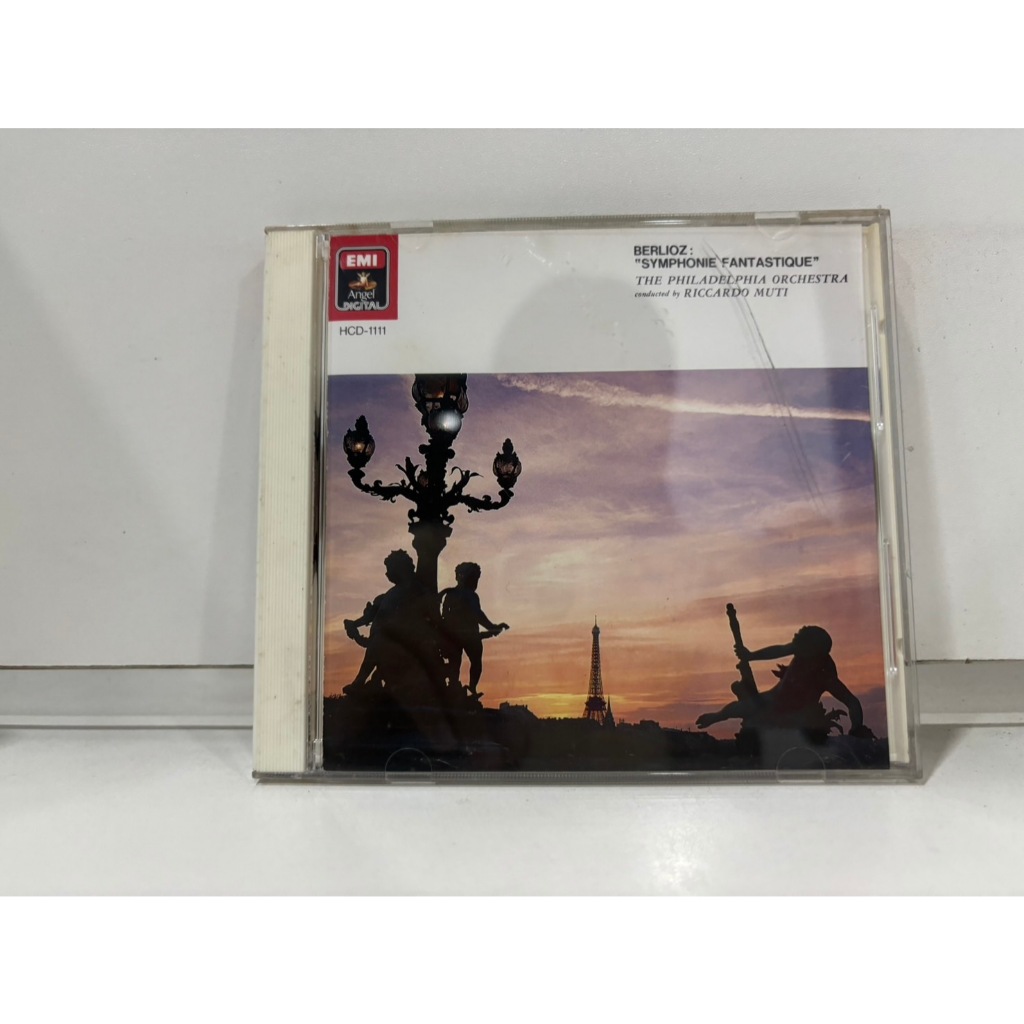 EMI
Angel
DIGITAL
HCD-1111
BERLIOZ:
"SYMPHONIE FANTASTIQUE"
THE PHILADELPHIA ORCHESTRA
conducted by RICCARDO MUTI